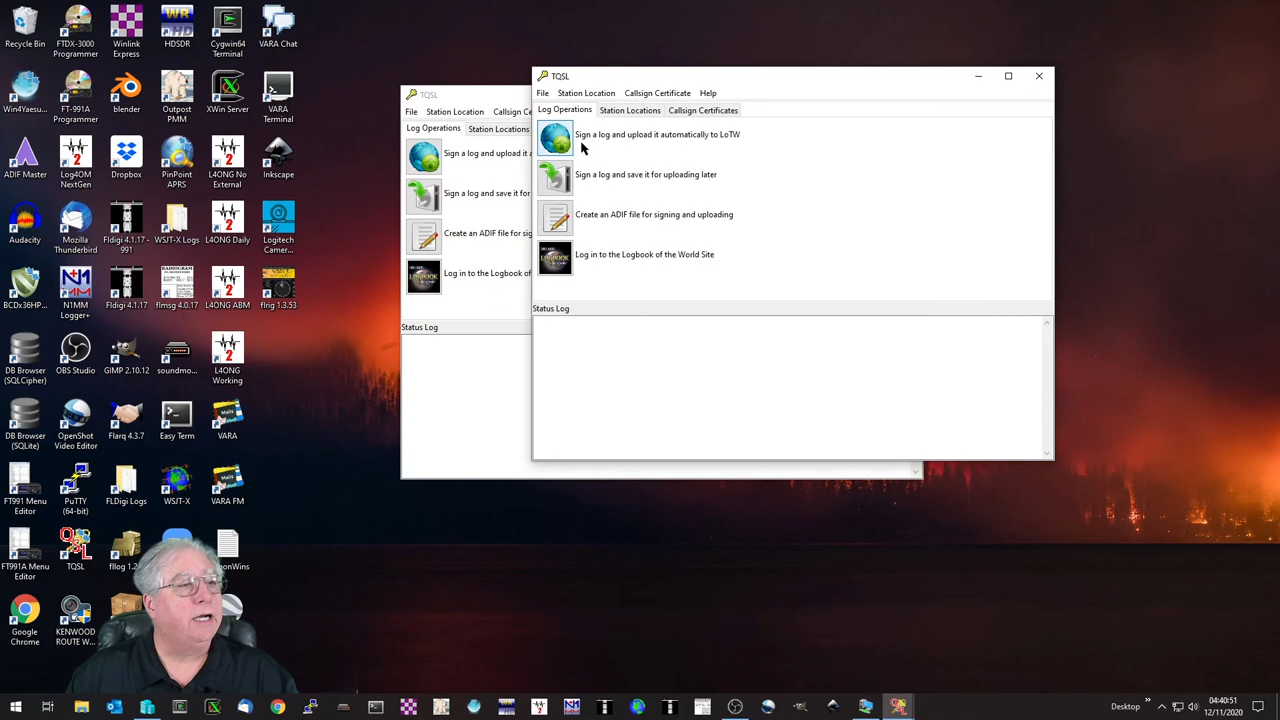 Recycle Bin
FTDX-3000
Programmer
Winlink
Express
HDSDR
Cygwin64
Terminal
VARA Chat
Win4Yaesu...
FT-991A
Programmer
blender
Outpost
PMM
XWin Server
VARA
Terminal
ADIF Master
Log4OM
NextGen
Dropbox
PinPoint
APRS
L4ONG No
External
Inkscape
Audacity
Mozilla
Thunderbird
Fldigi 4.1.17 -
991
WSJT-X Logs
L4ONG Daily
Logitech
Camer...
BCDx36HP...
N1MM
Logger+
Fldigi 4.1.17
flmsg 4.0.17
L4ONG ABM
flrig 1.3.53
DB Browser
(SQLCipher)
OBS Studio
GIMP 2.10.12
soundmo...
L4ONG
Working
DB Browser
(SQLite)
OpenShot
Video Editor
Flarq 4.3.7
Easy Term
VARA
FT991 Menu
Editor
PuTTY
(64-bit)
FLDigi Logs
WSJT-X
VARA FM
FT991A Menu
Editor
TQSL
fllog 1.2
Google
Chrome
KENWOOD
ROUTE W...
TQSL
File Station Location Callsign Ce
Log Operations Station Locations
Sign a log and upload it a
Sign a log and save it for
Create an ADIF file for sig
Log in to the Logbook of
Status Log
TQSL
File Station Location Callsign Certificate Help
Log Operations Station Locations Callsign Certificates
Sign a log and upload it automatically to LoTW
Sign a log and save it for uploading later
Create an ADIF file for signing and uploading
Log in to the Logbook of the World Site
Status Log
Desktop
04:40:51
12/11/2020